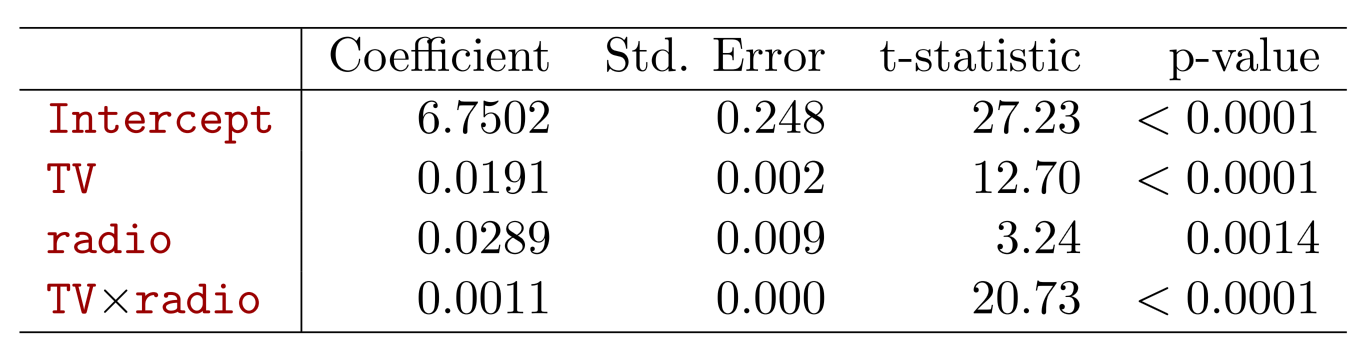 Coefficient Std. Error t-statistic p-value
Intercept 6.7502 0.248 27.23 < 0.0001
TV 0.0191 0.002 12.70 < 0.0001
radio 0.0289 0.009 3.24 0.0014
TV×radio 0.0011 0.000 20.73 < 0.0001